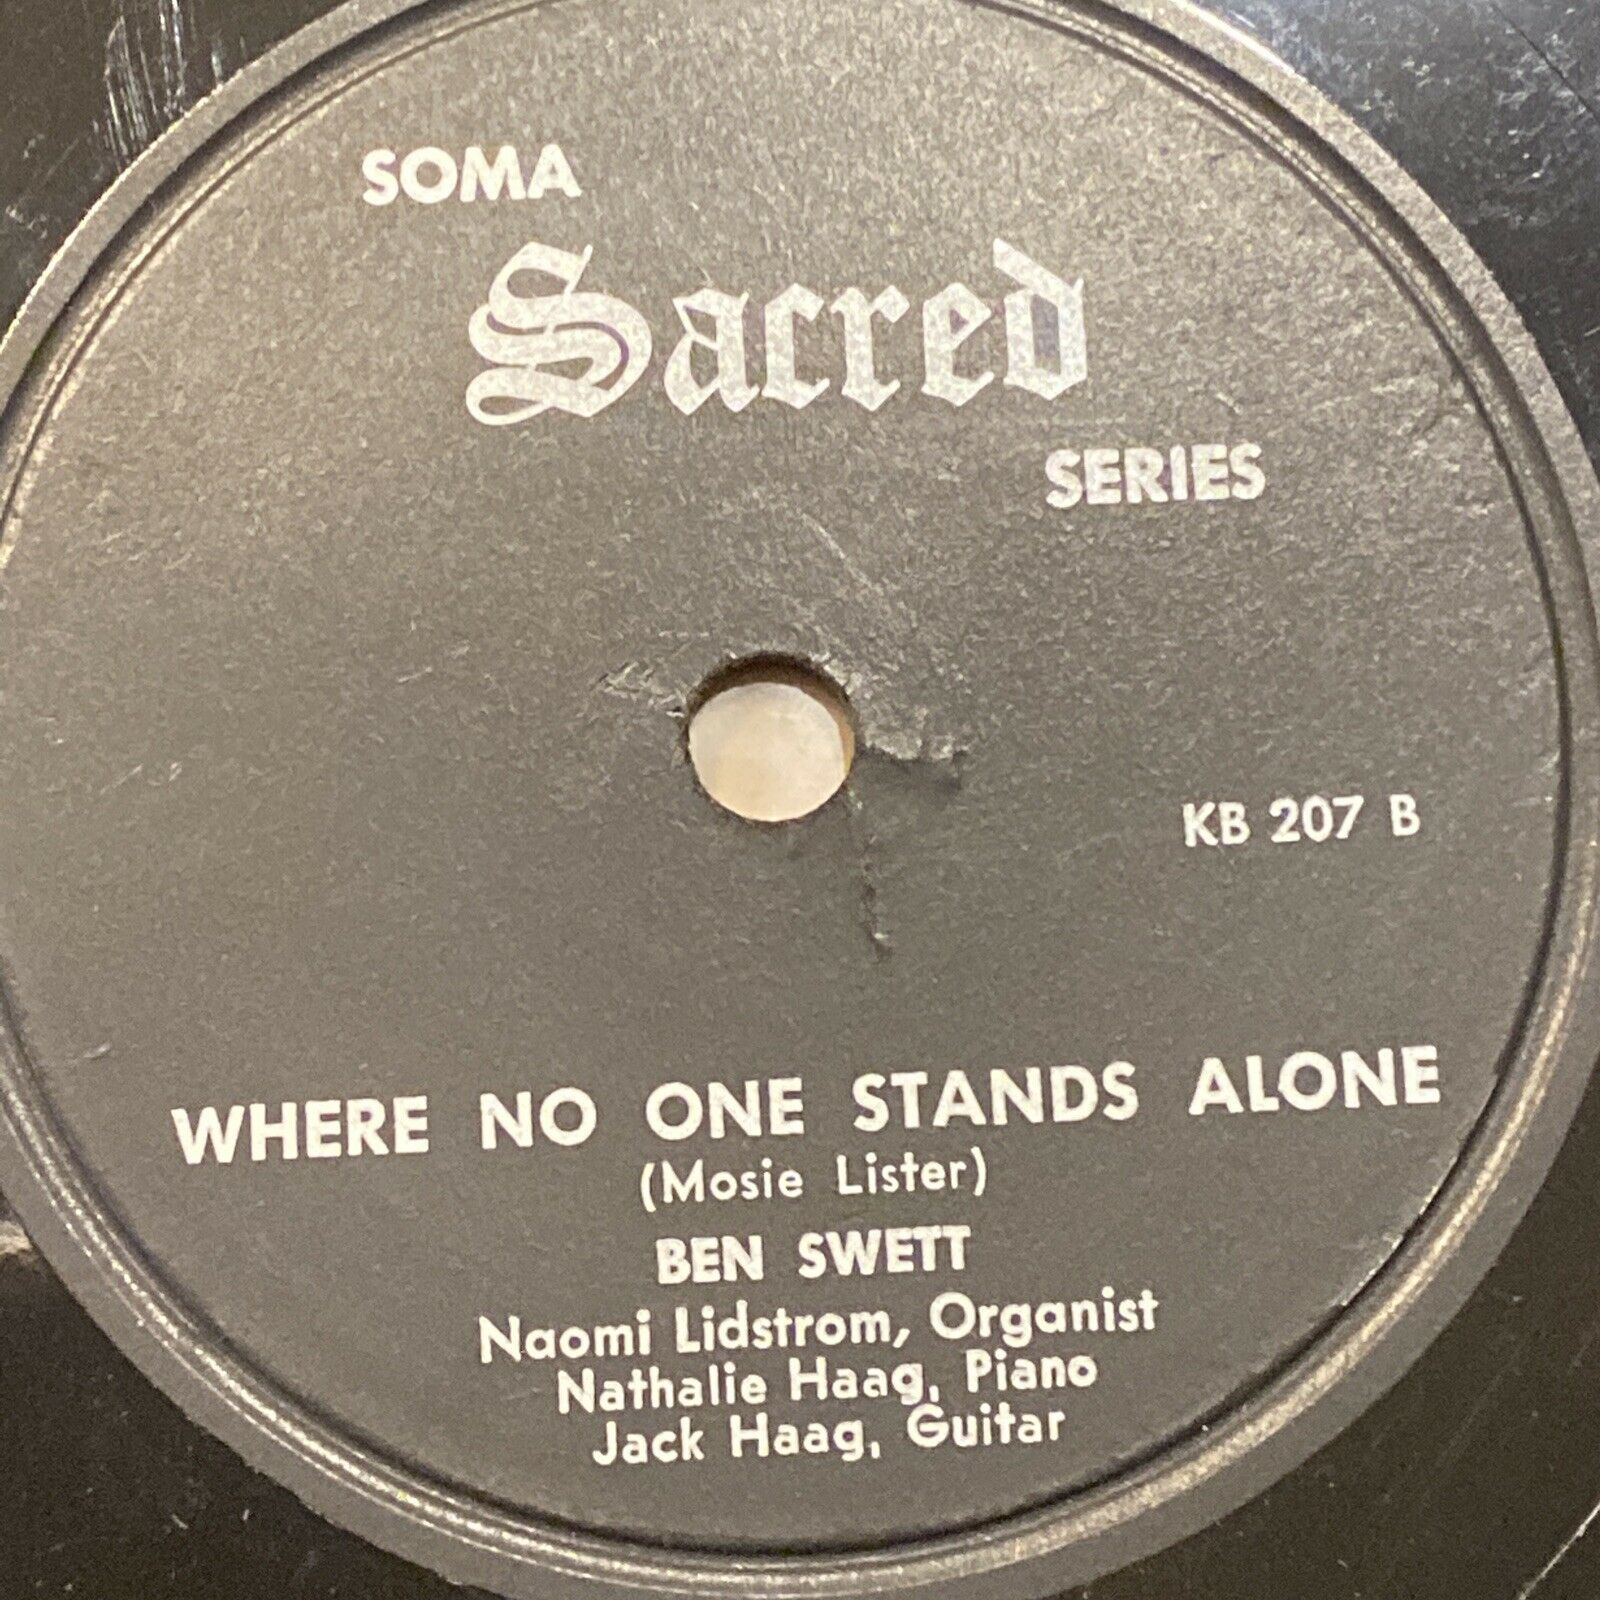 SOMA
Sacred
SERIES
KB 207 B
WHERE NO ONE STANDS ALONE
(Mosie Lister)
BEN SWETT
Naomi Lidstrom, Organist
Nathalie Haag, Piano
Jack Haag, Guitar